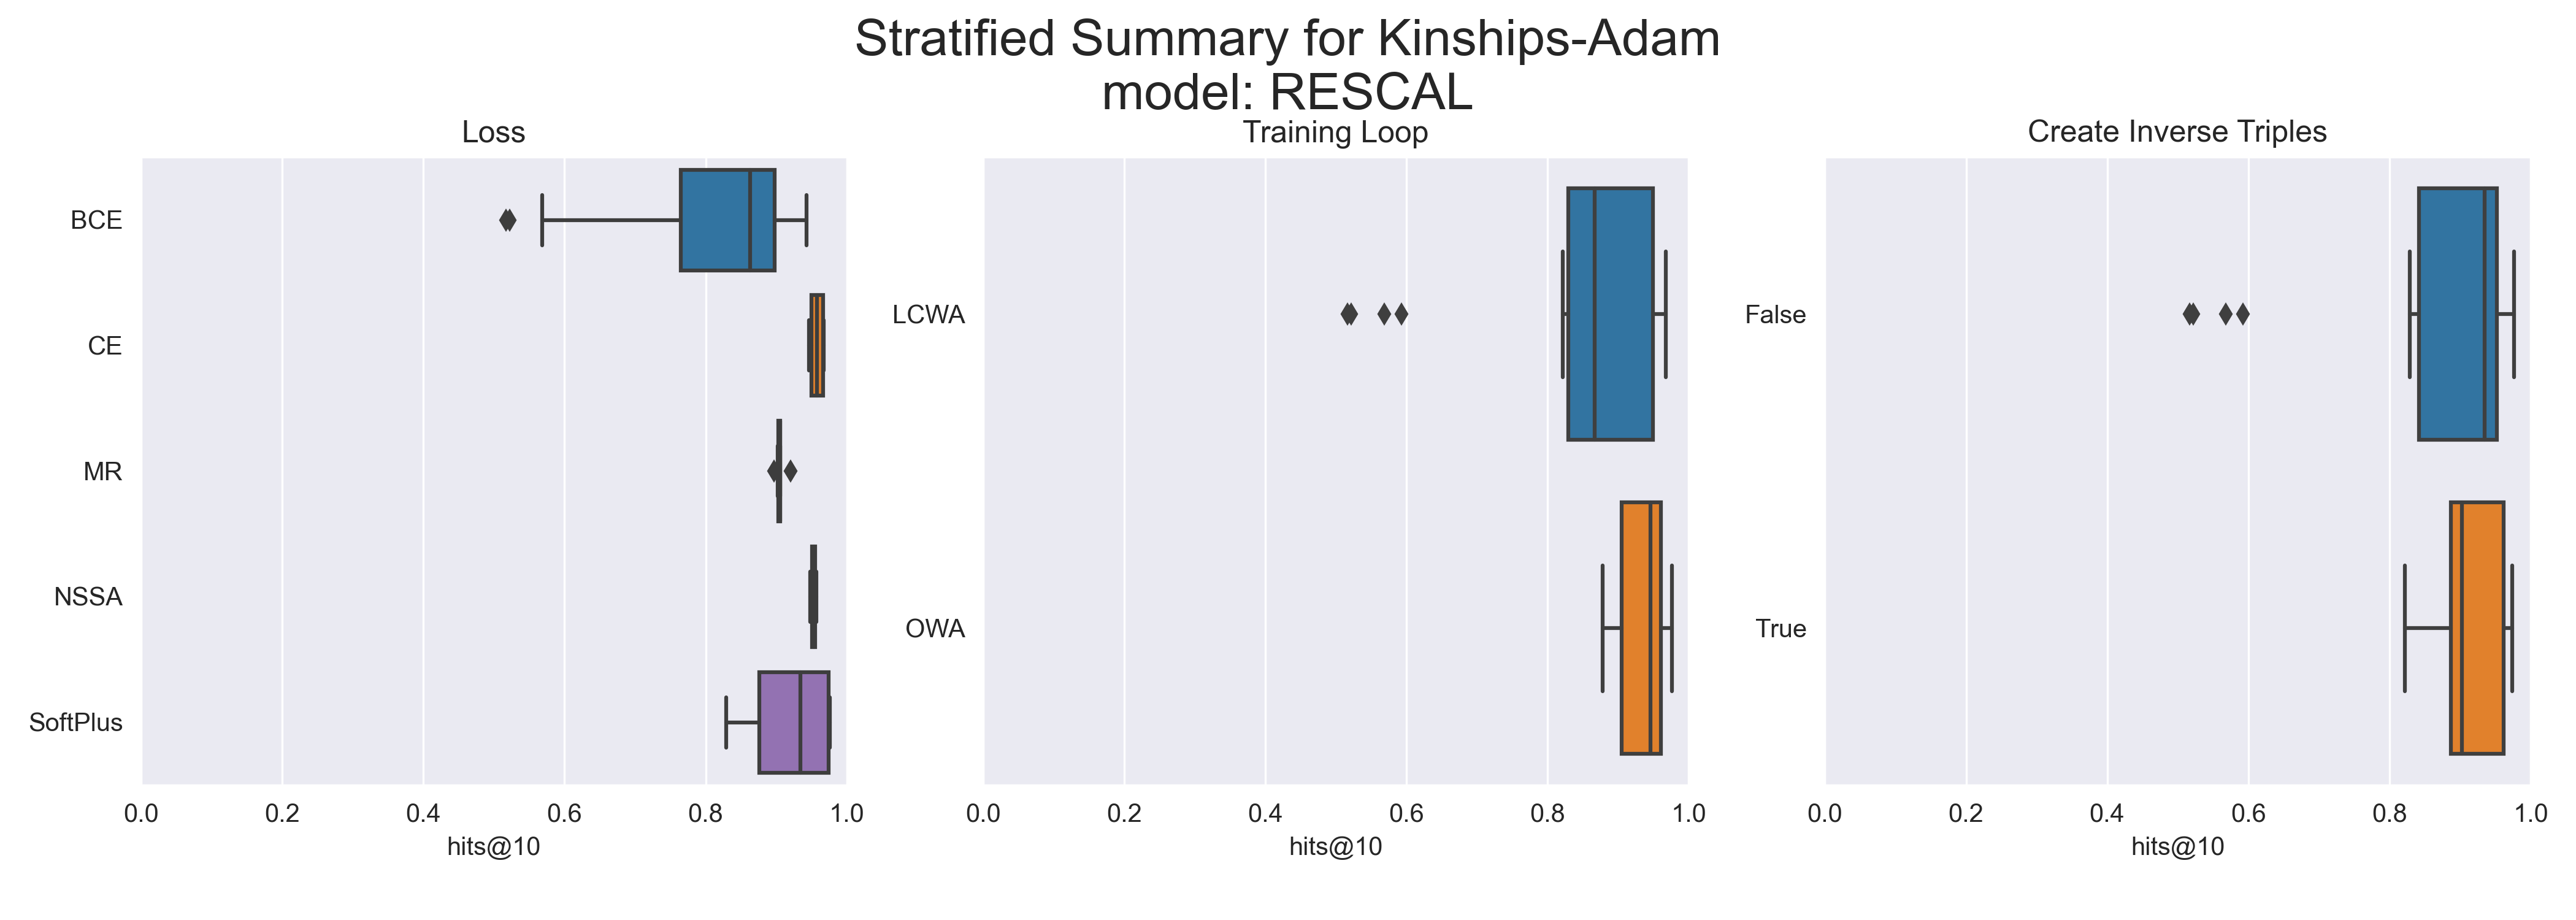 Stratified Summary for Kinships-Adam
model: RESCAL
Loss
BCE
CE
MR
NSSA
SoftPlus
0.0 0.2 0.4 0.6 0.8 1.0
hits@10
Training Loop
LCWA
OWA
0.0 0.2 0.4 0.6 0.8 1.0
hits@10
Create Inverse Triples
False
True
0.0 0.2 0.4 0.6 0.8 1.0
hits@10